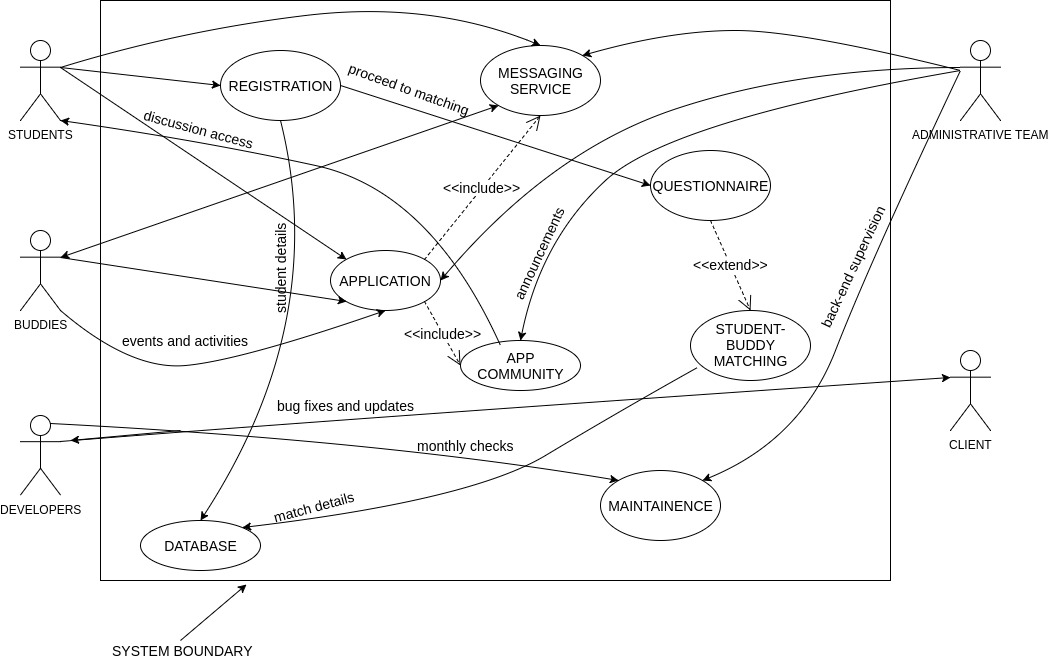 MESSAGING
SERVICE
REGISTRATION
proceed to matching
STUDENTS
discussion access
ADMINISTRATIVE TEAM
<<include>>
QUESTIONNAIRE
student details
announcements
<<extend>>
back-end supervision
APPLICATION
BUDDIES
events and activities
<<include>>
STUDENT-
BUDDY
MATCHING
APP
COMMUNITY
bug fixes and updates
monthly checks
CLIENT
DEVELOPERS
match details
MAINTAINENCE
DATABASE
SYSTEM BOUNDARY